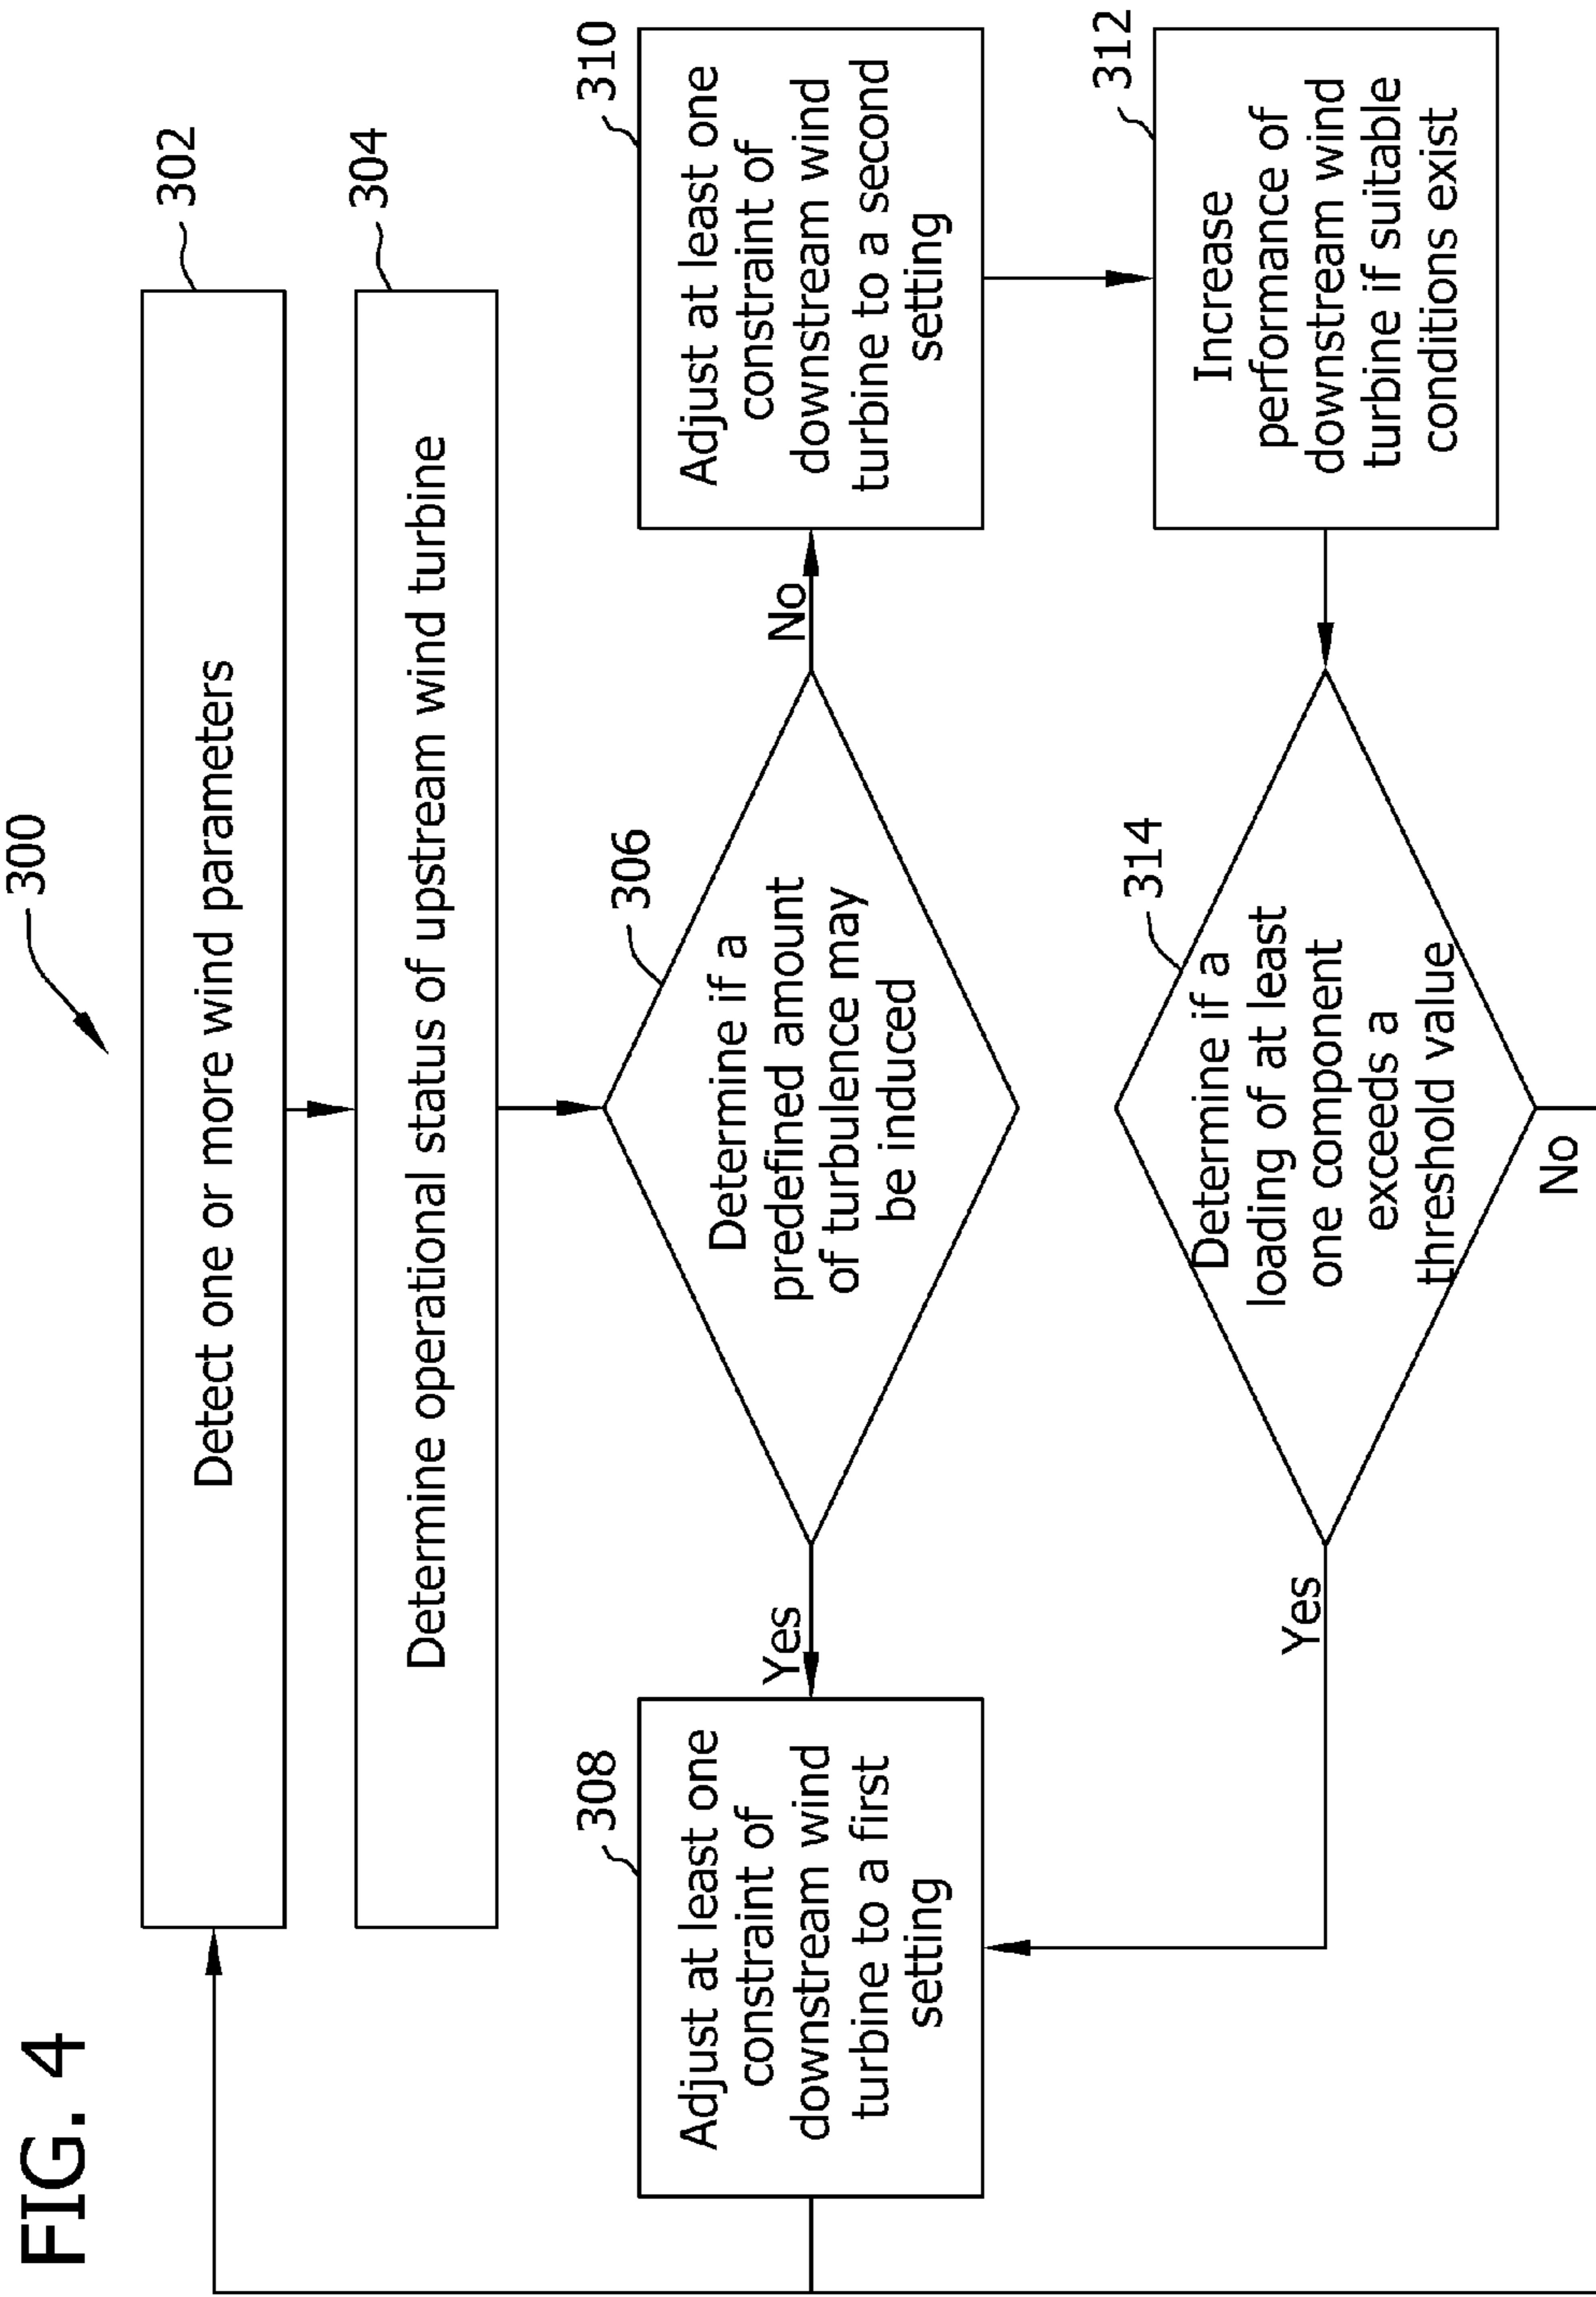 FIG. 4
300
302
Detect one or more wind parameters
304
Determine operational status of upstream wind turbine
306
Determine if a
predefined amount
of turbulence may
be induced
Yes
No
308
Adjust at least one
constraint of
downstream wind
turbine to a first
setting
310
Adjust at least one
constraint of
downstream wind
turbine to a second
setting
312
Increase
performance of
downstream wind
turbine if suitable
conditions exist
314
Determine if a
loading of at least
one component
exceeds a
threshold value
Yes
No